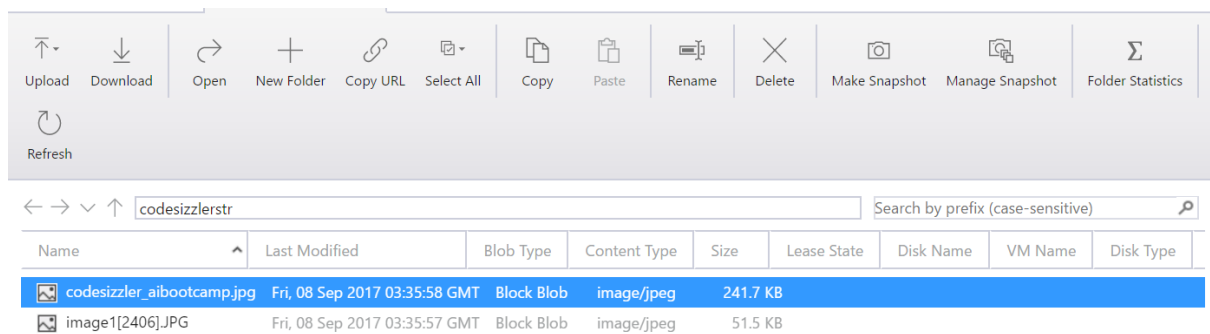 Upload Download Open New Folder Copy URL Select All Copy Paste Rename Delete Make Snapshot Manage Snapshot Folder Statistics
Refresh
codesizzlerstr Search by prefix (case-sensitive)
Name Last Modified Blob Type Content Type Size Lease State Disk Name VM Name Disk Type
codesizzler_aibootcamp.jpg Fri, 08 Sep 2017 03:35:58 GMT Block Blob image/jpeg 241.7 KB
image1[2406].JPG Fri, 08 Sep 2017 03:35:57 GMT Block Blob image/jpeg 51.5 KB